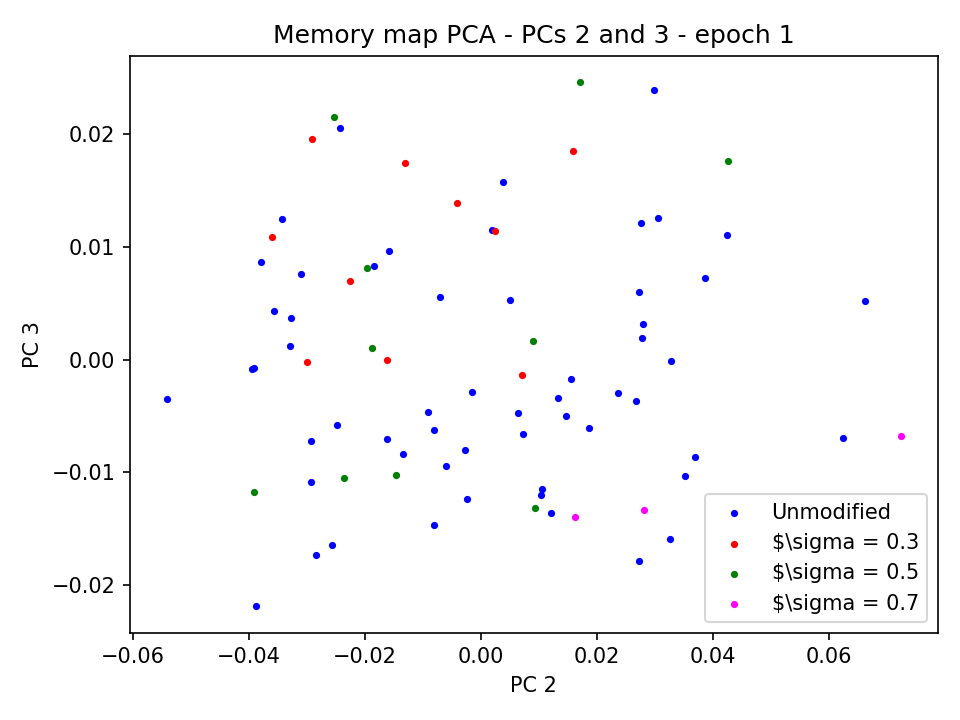 Memory map PCA - PCs 2 and 3 - epoch 1
0.02
0.01
0.00
−0.01
−0.02
PC 3
−0.06
−0.04
−0.02
0.00
0.02
0.04
0.06
PC 2
Unmodified
$\sigma = 0.3
$\sigma = 0.5
$\sigma = 0.7